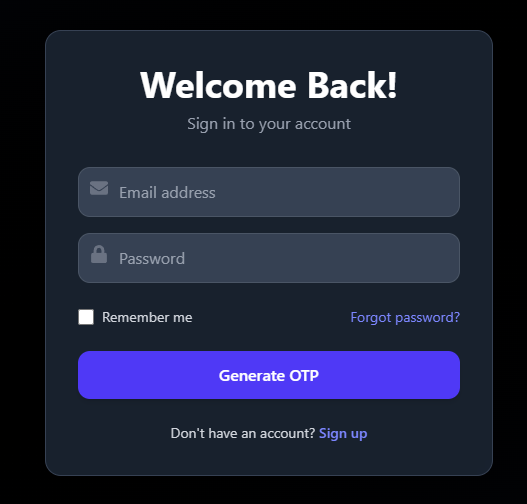 Welcome Back!
Sign in to your account
Email address
Password
Remember me Forgot password?
Generate OTP
Don't have an account? Sign up